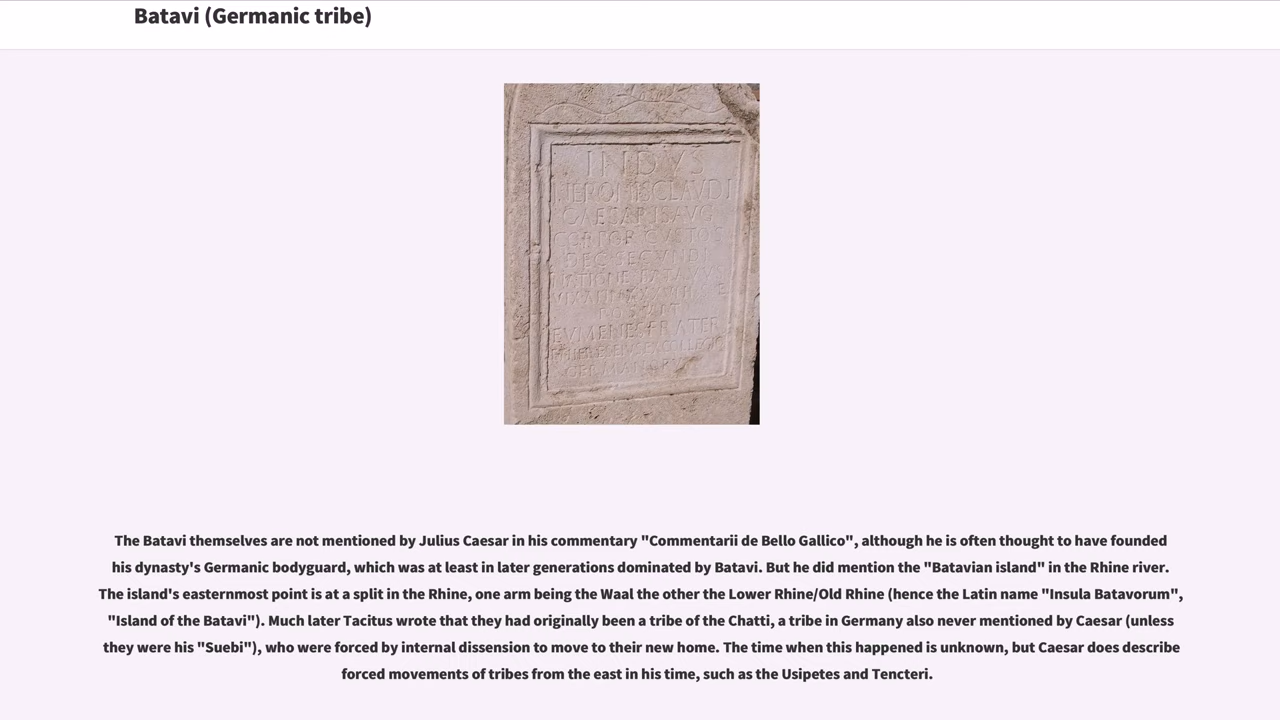 Batavi (Germanic tribe)
INDVS
NERONISCLAVDI
CAESARISAVG
CORPOR CVSTOS
DEC SECVNDI
NATIONE BATAVVS
EVMENES FRATER
GERMANORVM
The Batavi themselves are not mentioned by Julius Caesar in his commentary "Commentarii de Bello Gallico", although he is often thought to have founded
his dynasty's Germanic bodyguard, which was at least in later generations dominated by Batavi. But he did mention the "Batavian island" in the Rhine river.
The island's easternmost point is at a split in the Rhine, one arm being the Waal the other the Lower Rhine/Old Rhine (hence the Latin name "Insula Batavorum",
"Island of the Batavi"). Much later Tacitus wrote that they had originally been a tribe of the Chatti, a tribe in Germany also never mentioned by Caesar (unless
they were his "Suebi"), who were forced by internal dissension to move to their new home. The time when this happened is unknown, but Caesar does describe
forced movements of tribes from the east in his time, such as the Usipetes and Tencteri.